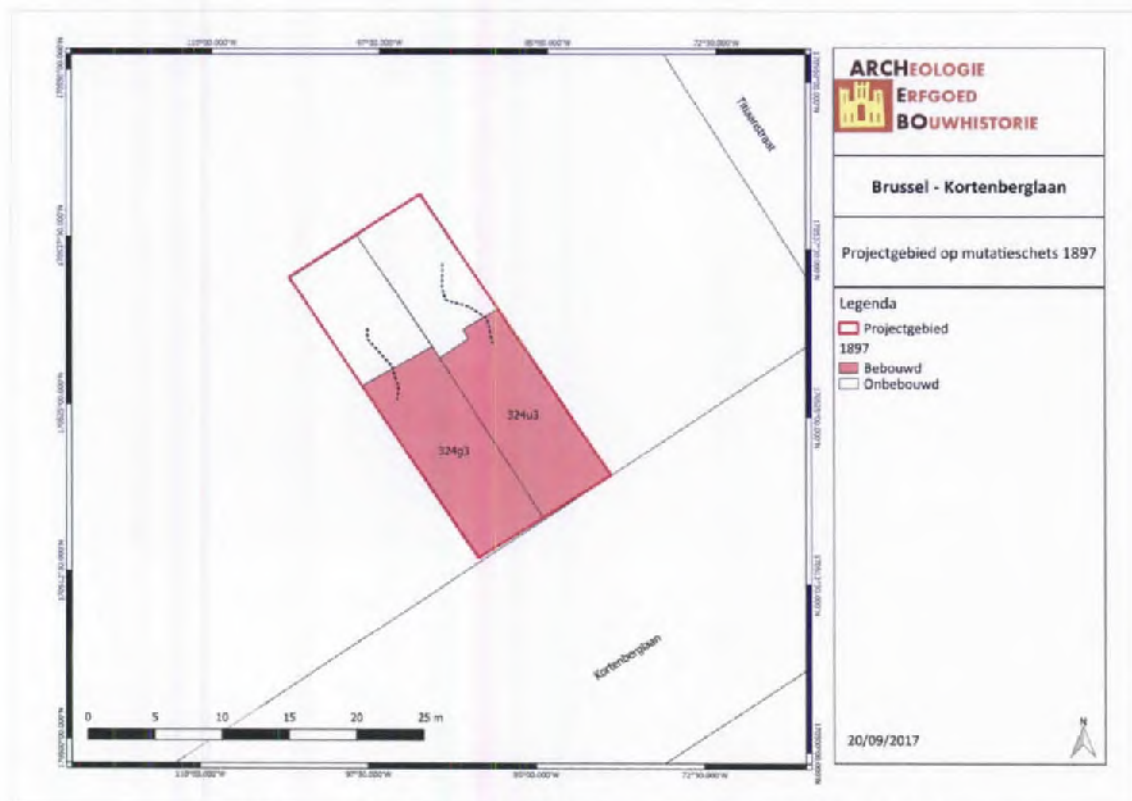 ARCHEOLOGIE
ERFGOED
BOUWHISTORIE
Brussel - Kortenberglaan
Projectgebied op mutatieschets 1897
Legenda
Projectgebied
1897
Bebouwd
Onbebouwd
20/09/2017
N
Titiaanstraat
324u3
324g3
Kortenberglaan
0 5 10 15 20 25 m